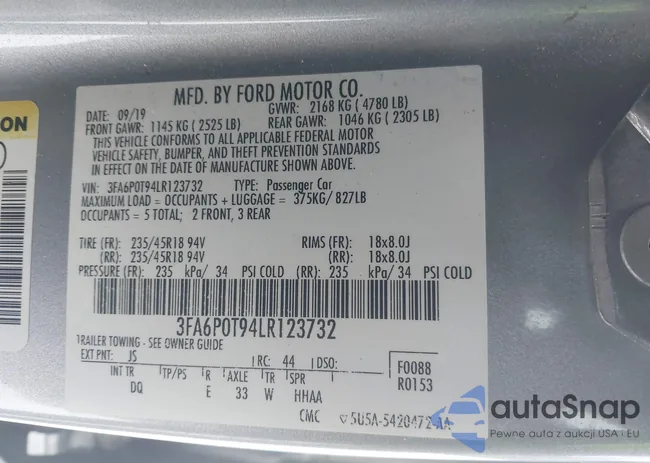 ON
MFD. BY FORD MOTOR CO.
DATE: 09/19 GVWR: 2168 KG ( 4780 LB)
FRONT GAWR: 1145 KG ( 2525 LB) REAR GAWR: 1046 KG ( 2305 LB)
THIS VEHICLE CONFORMS TO ALL APPLICABLE FEDERAL MOTOR
VEHICLE SAFETY, BUMPER, AND THEFT PREVENTION STANDARDS
IN EFFECT ON THE DATE OF MANUFACTURE SHOWN ABOVE
VIN: 3FA6P0T94LR123732 TYPE: Passenger Car
MAXIMUM LOAD = OCCUPANTS + LUGGAGE = 375KG/ 827LB
OCCUPANTS = 5 TOTAL; 2 FRONT, 3 REAR
TIRE (FR): 235/45R18 94V RIMS (FR): 18x8.0J
(RR): 235/45R18 94V (RR): 18x8.0J
PRESSURE (FR): 235 kPa/ 34 PSI COLD (RR): 235 kPa/ 34 PSI COLD
3FA6P0T94LR123732
TRAILER TOWING - SEE OWNER GUIDE
EXT PNT: JS RC: 44 DSO: F0088
INT TR TP/PS R AXLE TR SPR R0153
DQ E 33 W HHAA
CMC 5U5A-5420472-AA
autaSnap
Pewne auta z aukcji USA i EU